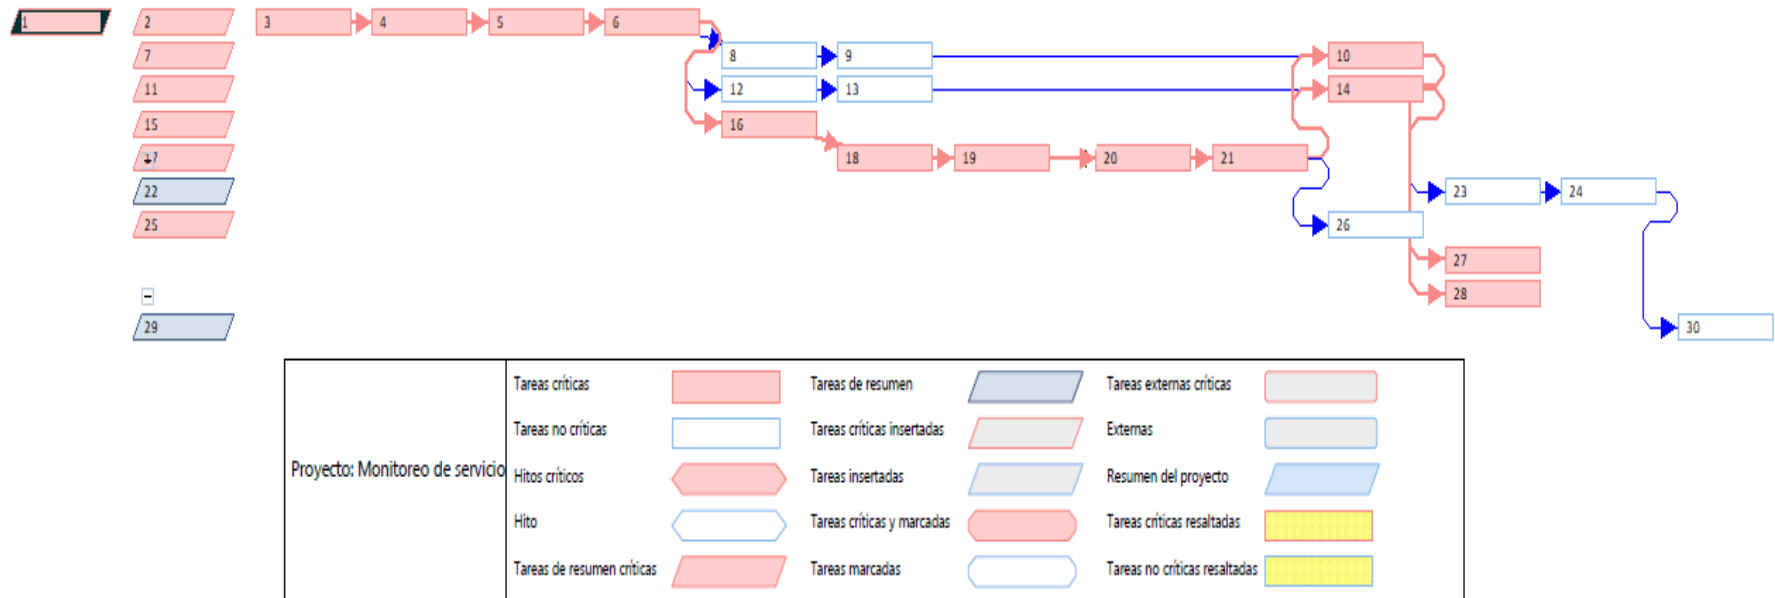 1 2 3 4 5 6
7 8 9 10
11 12 13 14
15 16
17 18 19 20 21
22 23 24
25 26
27
28
29 30
Tareas críticas Tareas de resumen Tareas externas críticas
Tareas no críticas Tareas críticas insertadas Externas
Proyecto: Monitoreo de servicio
Hitos críticos Tareas insertadas Resumen del proyecto
Hito Tareas críticas y marcadas Tareas críticas resaltadas
Tareas de resumen críticas Tareas marcadas Tareas no críticas resaltadas